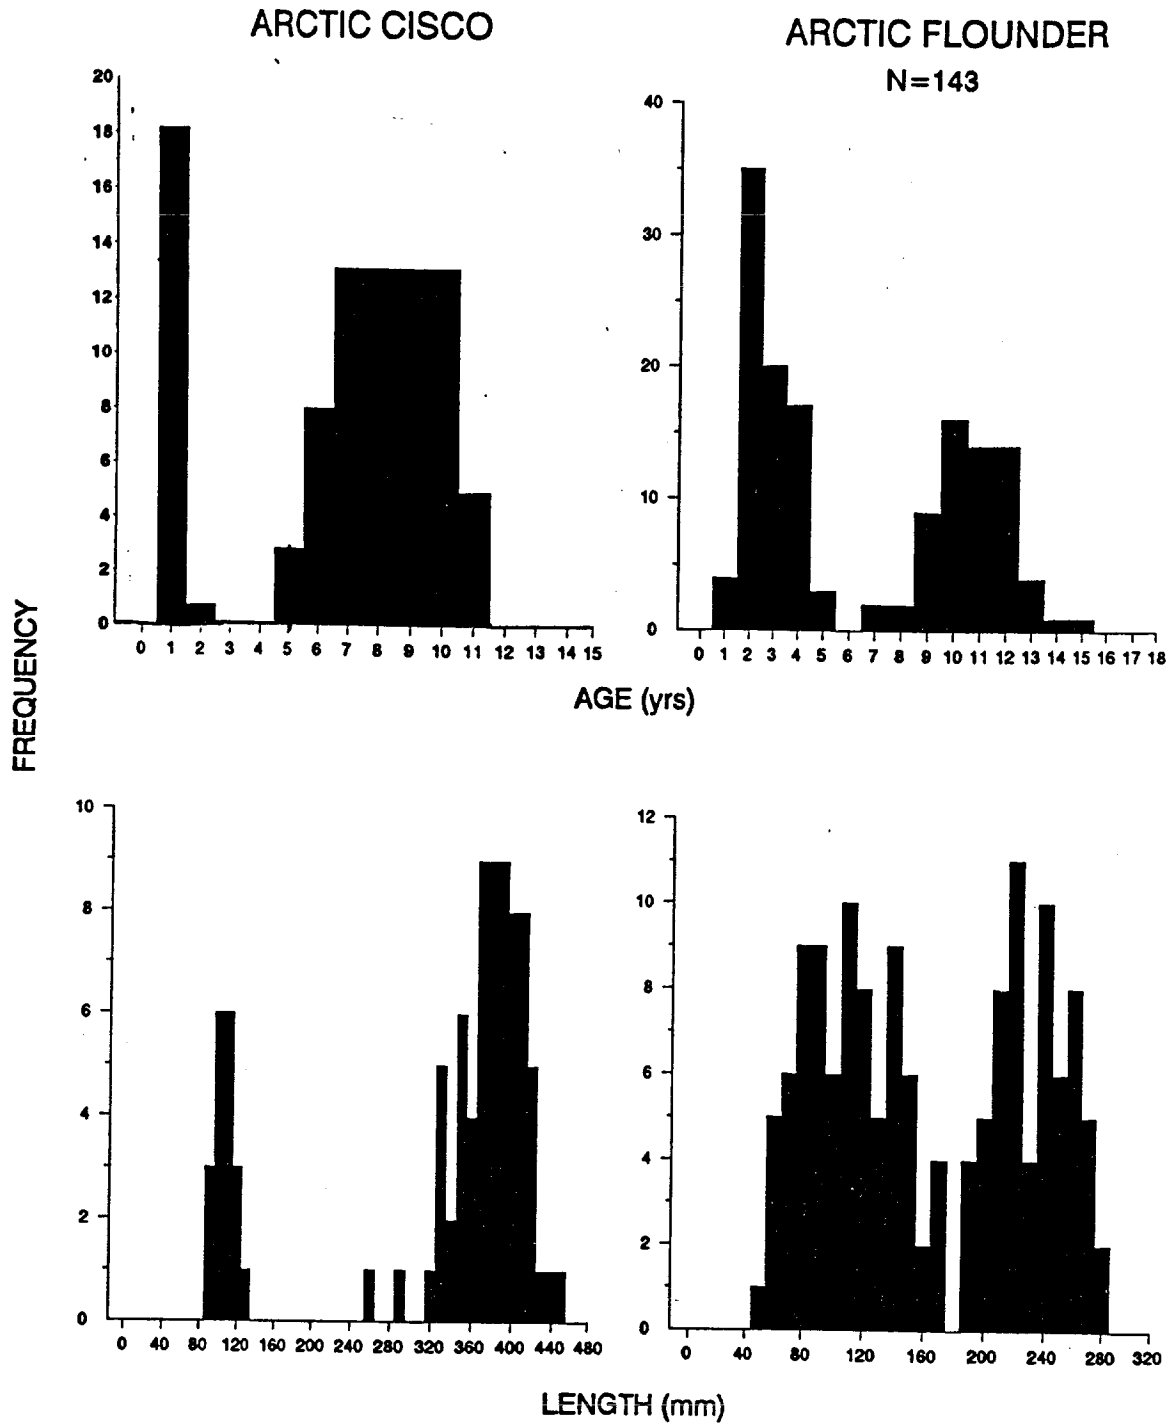 ARCTIC CISCO
ARCTIC FLOUNDER
N=143
20
18
16
14
12
10
8
6
4
2
0
0 1 2 3 4 5 6 7 8 9 10 11 12 13 14 15
40
30
20
10
0
0 1 2 3 4 5 6 7 8 9 10 11 12 13 14 15 16 17 18
AGE (yrs)
FREQUENCY
10
8
6
4
2
0
0 40 80 120 160 200 240 280 320 360 400 440 480
12
10
8
6
4
2
0
0 40 80 120 160 200 240 280 320
LENGTH (mm)